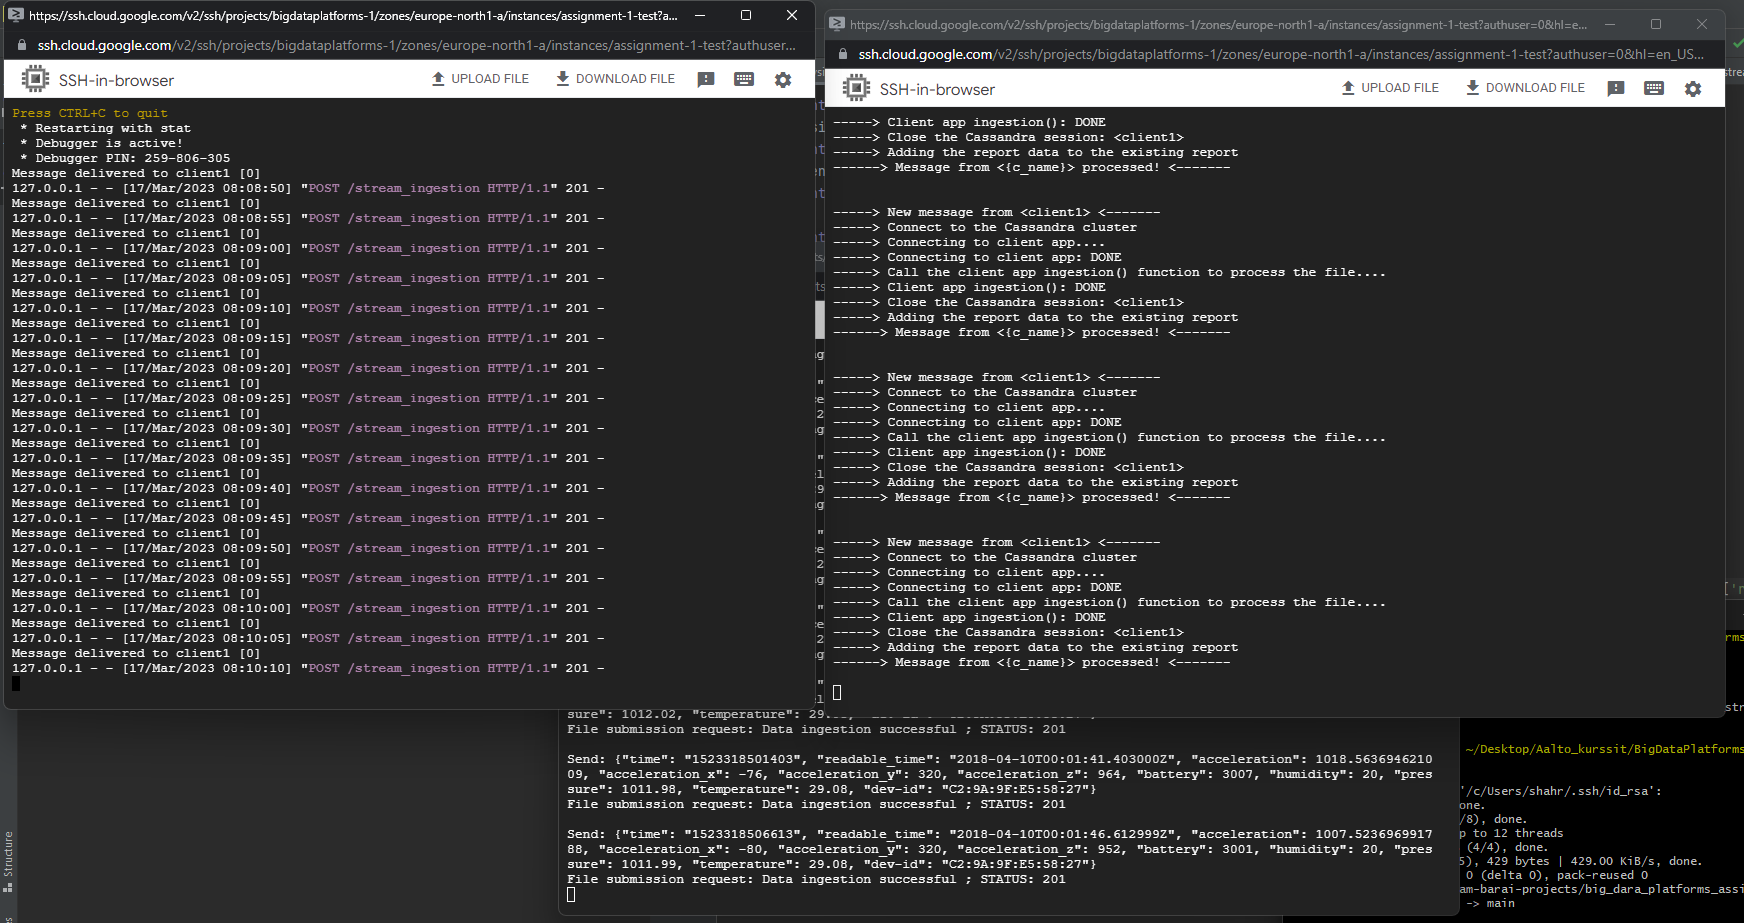 https://ssh.cloud.google.com/v2/ssh/projects/bigdataplatforms-1/zones/europe-north1-a/instances/assignment-1-test?a...
ssh.cloud.google.com/v2/ssh/projects/bigdataplatforms-1/zones/europe-north1-a/instances/assignment-1-test?authuser...
SSH-in-browser
UPLOAD FILE
DOWNLOAD FILE
Press CTRL+C to quit
* Restarting with stat
* Debugger is active!
* Debugger PIN: 259-806-305
Message delivered to client1 [0]
127.0.0.1 - - [17/Mar/2023 08:08:50] "POST /stream_ingestion HTTP/1.1" 201 -
Message delivered to client1 [0]
127.0.0.1 - - [17/Mar/2023 08:08:55] "POST /stream_ingestion HTTP/1.1" 201 -
Message delivered to client1 [0]
127.0.0.1 - - [17/Mar/2023 08:09:00] "POST /stream_ingestion HTTP/1.1" 201 -
Message delivered to client1 [0]
127.0.0.1 - - [17/Mar/2023 08:09:05] "POST /stream_ingestion HTTP/1.1" 201 -
Message delivered to client1 [0]
127.0.0.1 - - [17/Mar/2023 08:09:10] "POST /stream_ingestion HTTP/1.1" 201 -
Message delivered to client1 [0]
127.0.0.1 - - [17/Mar/2023 08:09:15] "POST /stream_ingestion HTTP/1.1" 201 -
Message delivered to client1 [0]
127.0.0.1 - - [17/Mar/2023 08:09:20] "POST /stream_ingestion HTTP/1.1" 201 -
Message delivered to client1 [0]
127.0.0.1 - - [17/Mar/2023 08:09:25] "POST /stream_ingestion HTTP/1.1" 201 -
Message delivered to client1 [0]
127.0.0.1 - - [17/Mar/2023 08:09:30] "POST /stream_ingestion HTTP/1.1" 201 -
Message delivered to client1 [0]
127.0.0.1 - - [17/Mar/2023 08:09:35] "POST /stream_ingestion HTTP/1.1" 201 -
Message delivered to client1 [0]
127.0.0.1 - - [17/Mar/2023 08:09:40] "POST /stream_ingestion HTTP/1.1" 201 -
Message delivered to client1 [0]
127.0.0.1 - - [17/Mar/2023 08:09:45] "POST /stream_ingestion HTTP/1.1" 201 -
Message delivered to client1 [0]
127.0.0.1 - - [17/Mar/2023 08:09:50] "POST /stream_ingestion HTTP/1.1" 201 -
Message delivered to client1 [0]
127.0.0.1 - - [17/Mar/2023 08:09:55] "POST /stream_ingestion HTTP/1.1" 201 -
Message delivered to client1 [0]
127.0.0.1 - - [17/Mar/2023 08:10:00] "POST /stream_ingestion HTTP/1.1" 201 -
Message delivered to client1 [0]
127.0.0.1 - - [17/Mar/2023 08:10:05] "POST /stream_ingestion HTTP/1.1" 201 -
Message delivered to client1 [0]
127.0.0.1 - - [17/Mar/2023 08:10:10] "POST /stream_ingestion HTTP/1.1" 201 -
https://ssh.cloud.google.com/v2/ssh/projects/bigdataplatforms-1/zones/europe-north1-a/instances/assignment-1-test?authuser=0&hl=e...
ssh.cloud.google.com/v2/ssh/projects/bigdataplatforms-1/zones/europe-north1-a/instances/assignment-1-test?authuser=0&hl=en_US...
SSH-in-browser
UPLOAD FILE
DOWNLOAD FILE
-----> Client app ingestion(): DONE
-----> Close the Cassandra session: <client1>
-----> Adding the report data to the existing report
------> Message from <{c_name}> processed! <-------
-----> New message from <client1> <-------
-----> Connect to the Cassandra cluster
-----> Connecting to client app....
-----> Connecting to client app: DONE
-----> Call the client app ingestion() function to process the file....
-----> Client app ingestion(): DONE
-----> Close the Cassandra session: <client1>
-----> Adding the report data to the existing report
------> Message from <{c_name}> processed! <-------
-----> New message from <client1> <-------
-----> Connect to the Cassandra cluster
-----> Connecting to client app....
-----> Connecting to client app: DONE
-----> Call the client app ingestion() function to process the file....
-----> Client app ingestion(): DONE
-----> Close the Cassandra session: <client1>
-----> Adding the report data to the existing report
------> Message from <{c_name}> processed! <-------
-----> New message from <client1> <-------
-----> Connect to the Cassandra cluster
-----> Connecting to client app....
-----> Connecting to client app: DONE
-----> Call the client app ingestion() function to process the file....
-----> Client app ingestion(): DONE
-----> Close the Cassandra session: <client1>
-----> Adding the report data to the existing report
------> Message from <{c_name}> processed! <-------
sure": 1012.02, "temperature": 29.
File submission request: Data ingestion successful ; STATUS: 201
Send: {"time": "1523318501403", "readable_time": "2018-04-10T00:01:41.403000Z", "acceleration": 1018.5636946210
09, "acceleration_x": -76, "acceleration_y": 320, "acceleration_z": 964, "battery": 3007, "humidity": 20, "pres
sure": 1011.98, "temperature": 29.08, "dev-id": "C2:9A:9F:E5:58:27"}
File submission request: Data ingestion successful ; STATUS: 201
Send: {"time": "1523318506613", "readable_time": "2018-04-10T00:01:46.612999Z", "acceleration": 1007.5236969917
88, "acceleration_x": -80, "acceleration_y": 320, "acceleration_z": 952, "battery": 3001, "humidity": 20, "pres
sure": 1011.99, "temperature": 29.08, "dev-id": "C2:9A:9F:E5:58:27"}
File submission request: Data ingestion successful ; STATUS: 201
~/Desktop/Aalto_kurssit/BigDataPlatforms
'/c/Users/shahr/.ssh/id_rsa':
one.
/8), done.
p to 12 threads
(4/4), done.
5), 429 bytes | 429.00 KiB/s, done.
0 (delta 0), pack-reused 0
am-barai-projects/big_dara_platforms_assi
-> main
Structure